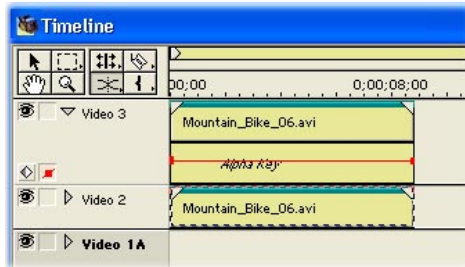 Timeline
00;00 0;00;08;00
Video 3
Mountain_Bike_06.avi
Alpha Key
Video 2
Mountain_Bike_06.avi
Video 1A